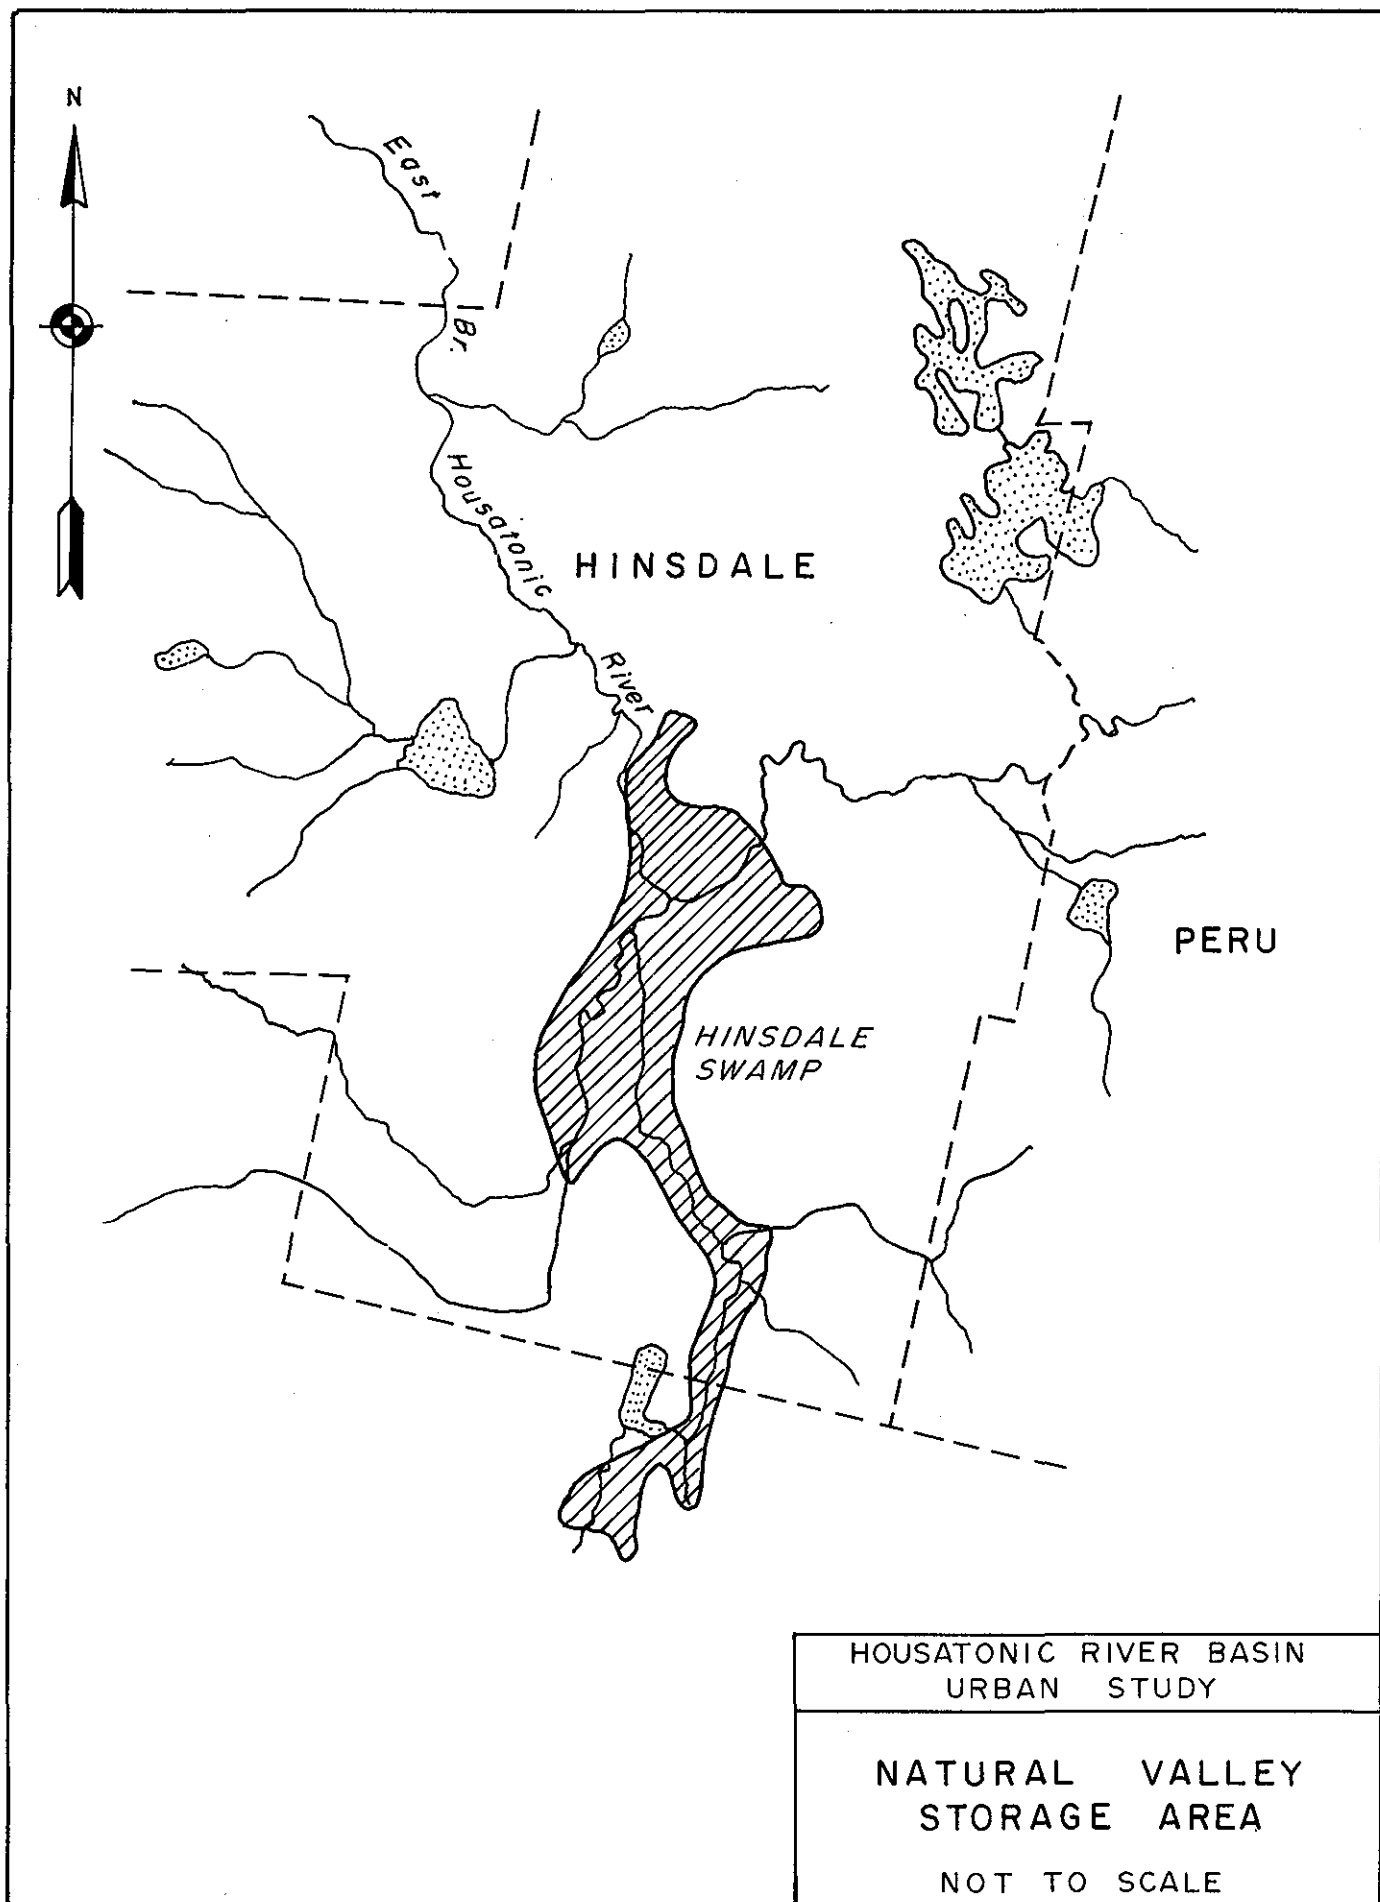 N
East
Br.
Housatonic
River
HINSDALE
PERU
HINSDALE
SWAMP
HOUSATONIC RIVER BASIN
URBAN STUDY
NATURAL VALLEY
STORAGE AREA
NOT TO SCALE